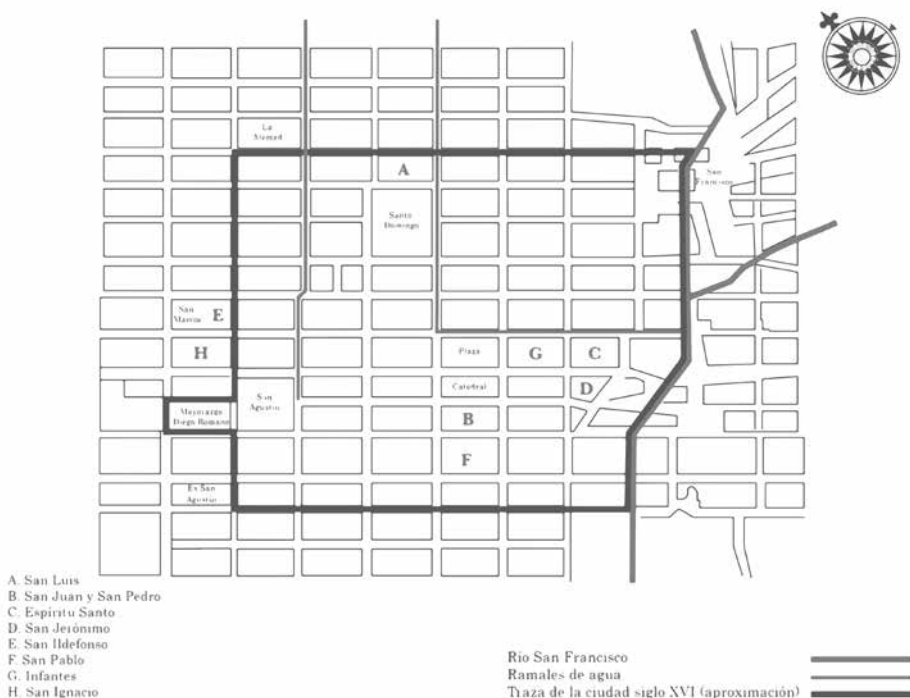 La
Merced
A
San
Francisco
Santo
Domingo
San
Marcos
E
H
Plaza
G
C
Catedral
D
San
Agustín
Mayorazgo
Diego Romano
B
F
Ex San
Agustín
A. San Luis
B. San Juan y San Pedro
C. Espíritu Santo
D. San Jerónimo
E. San Ildefonso
F. San Pablo
G. Infantes
H. San Ignacio
Río San Francisco
Ramales de agua
Traza de la ciudad siglo XVI (aproximación)